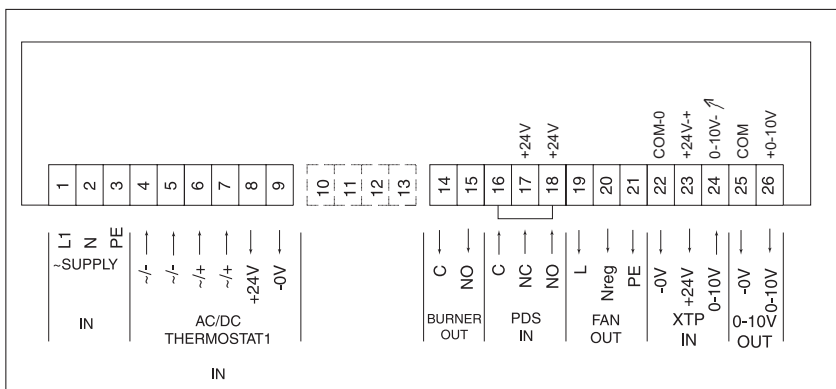 COM-0 +24V-+ 0-10V- COM +0-10V
+24V +24V
1 2 3 4 5 6 7 8 9 10 11 12 13 14 15 16 17 18 19 20 21 22 23 24 25 26
L1 N PE ~/- ~/- ~/+ ~/+ +24V -0V C NO C NC NO L Nreg PE -0V +24V 0-10V -0V 0-10V
~SUPPLY
IN
AC/DC
THERMOSTAT1
IN
BURNER
OUT
PDS
IN
FAN
OUT
XTP
IN
0-10V
OUT